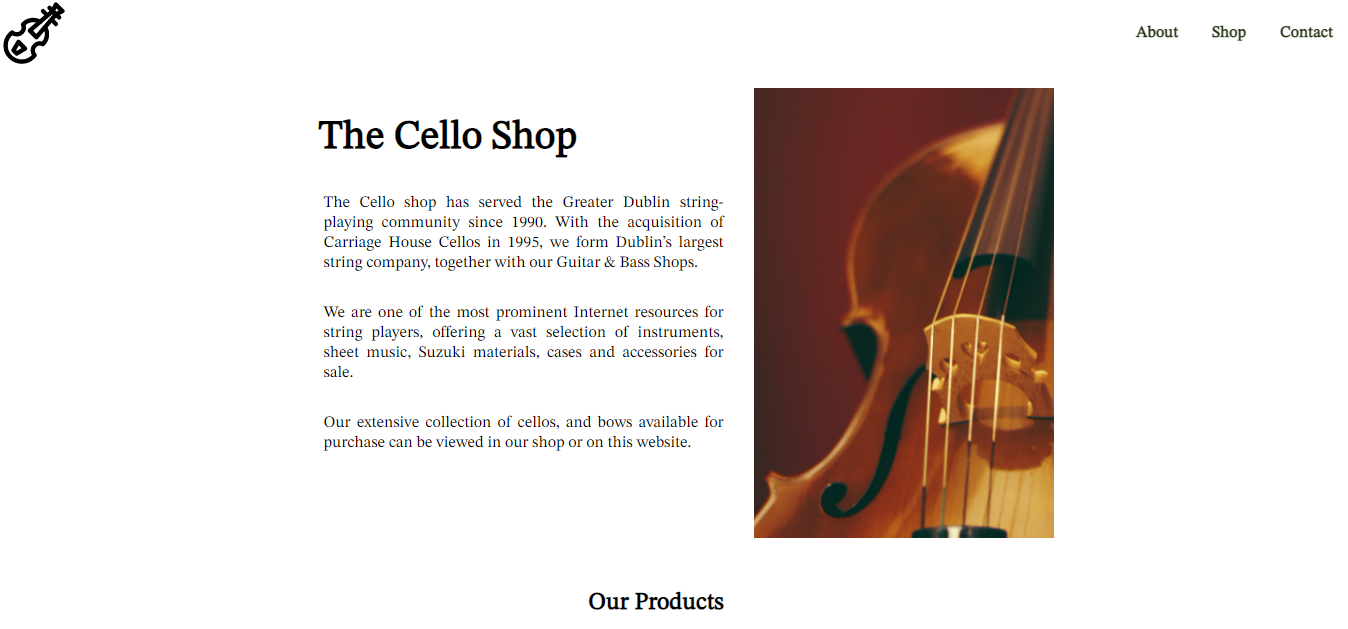 About
Shop
Contact
The Cello Shop
The Cello shop has served the Greater Dublin string-
playing community since 1990. With the acquisition of
Carriage House Cellos in 1995, we form Dublin’s largest
string company, together with our Guitar & Bass Shops.
We are one of the most prominent Internet resources for
string players, offering a vast selection of instruments,
sheet music, Suzuki materials, cases and accessories for
sale.
Our extensive collection of cellos, and bows available for
purchase can be viewed in our shop or on this website.
Our Products